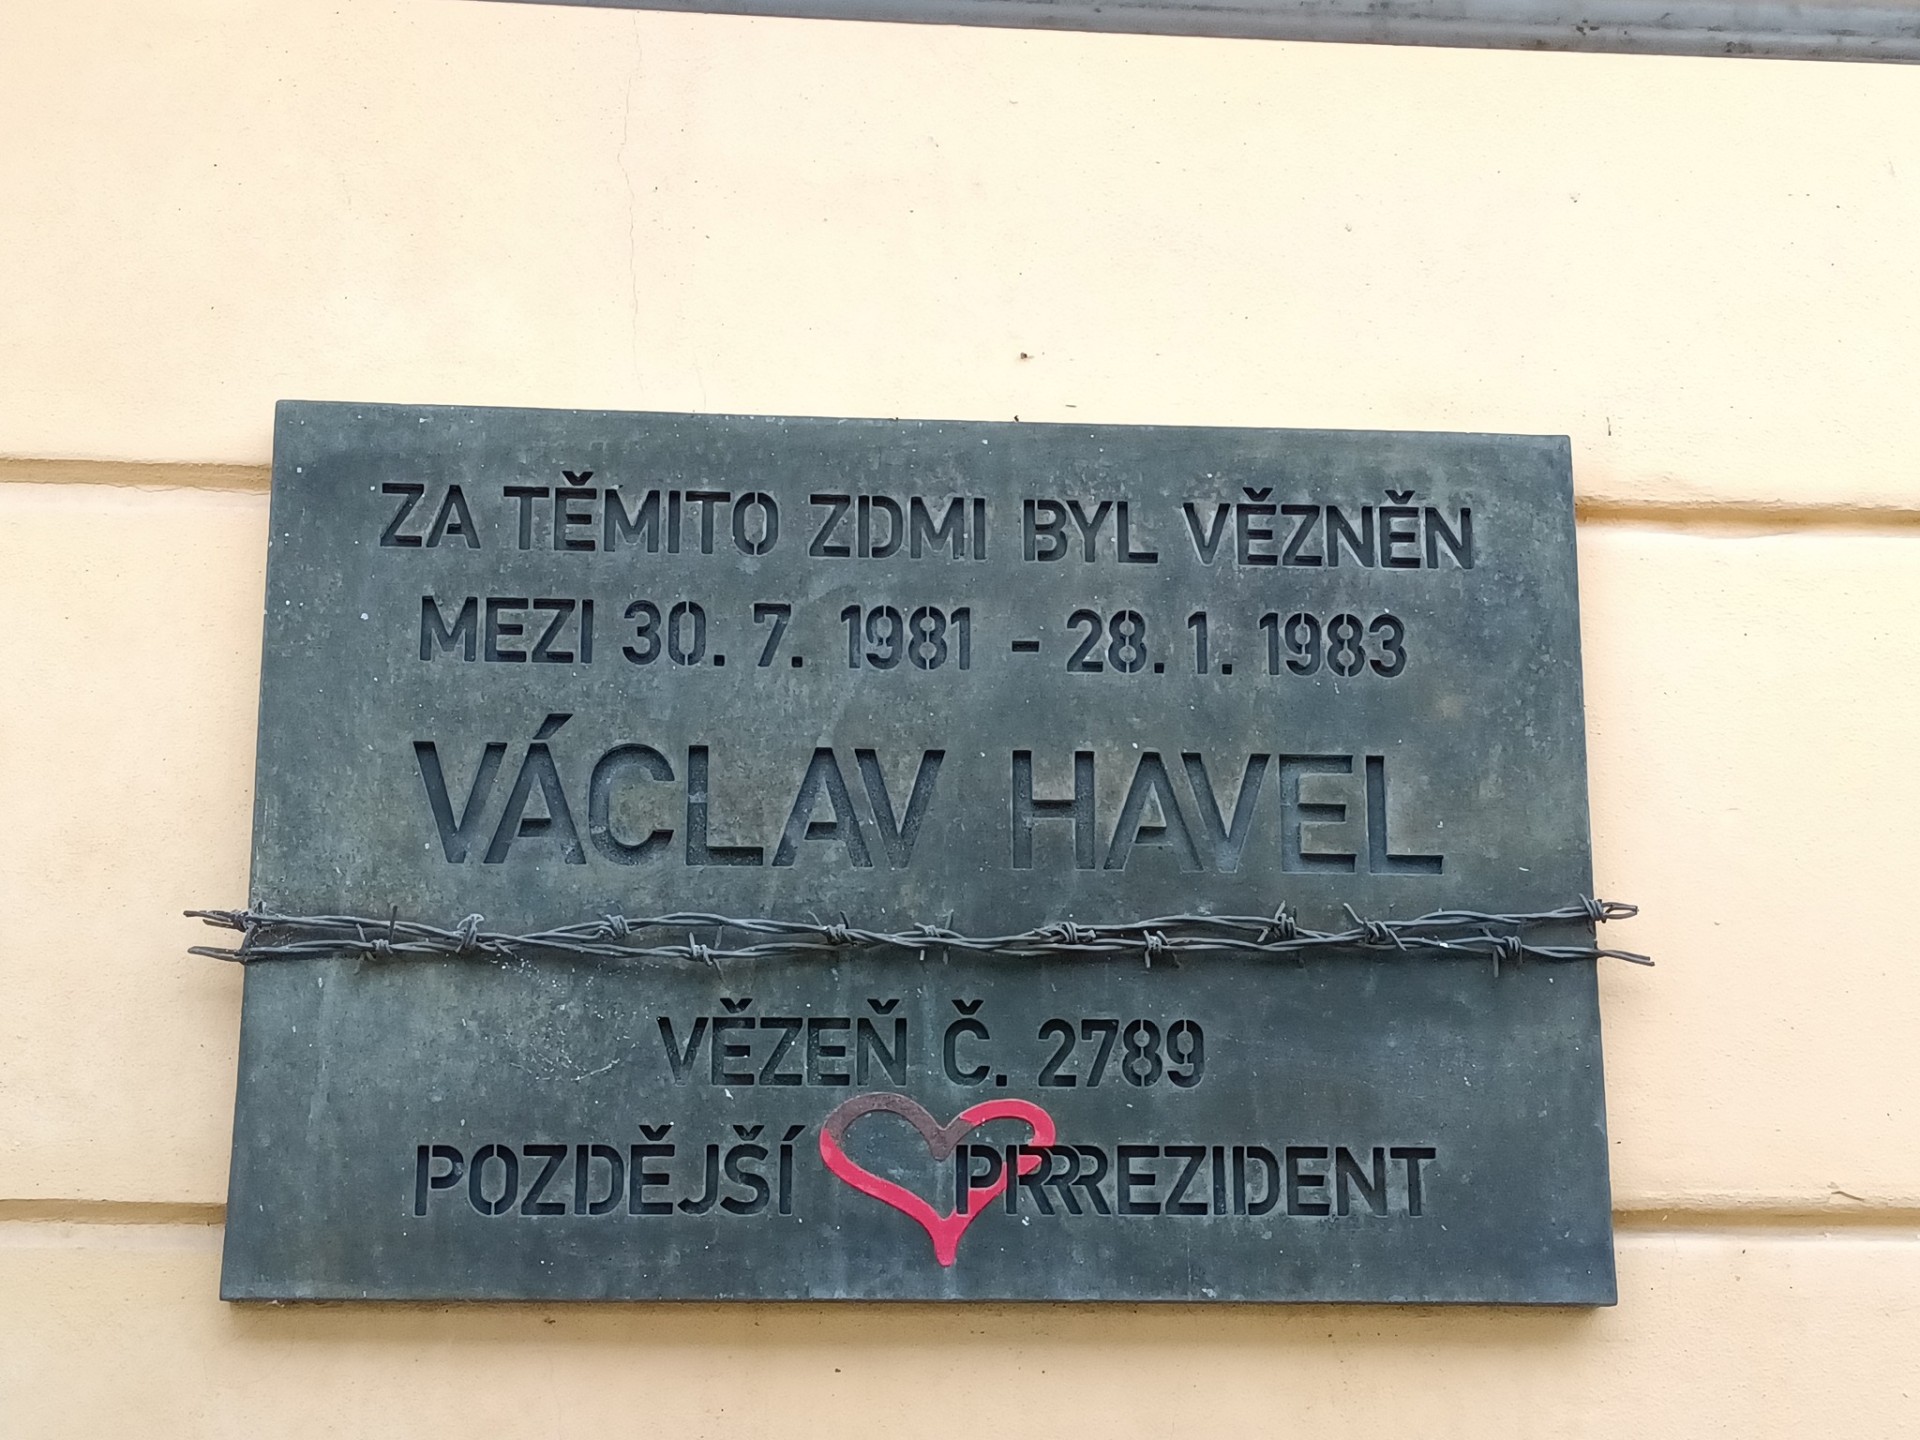 ZA TĚMITO ZDMI BYL VĚZNĚN
MEZI 30. 7. 1981 - 28. 1. 1983
VÁCLAV HAVEL
VĚZEŇ Č. 2789
POZDĚJŠÍ PRRREZIDENT